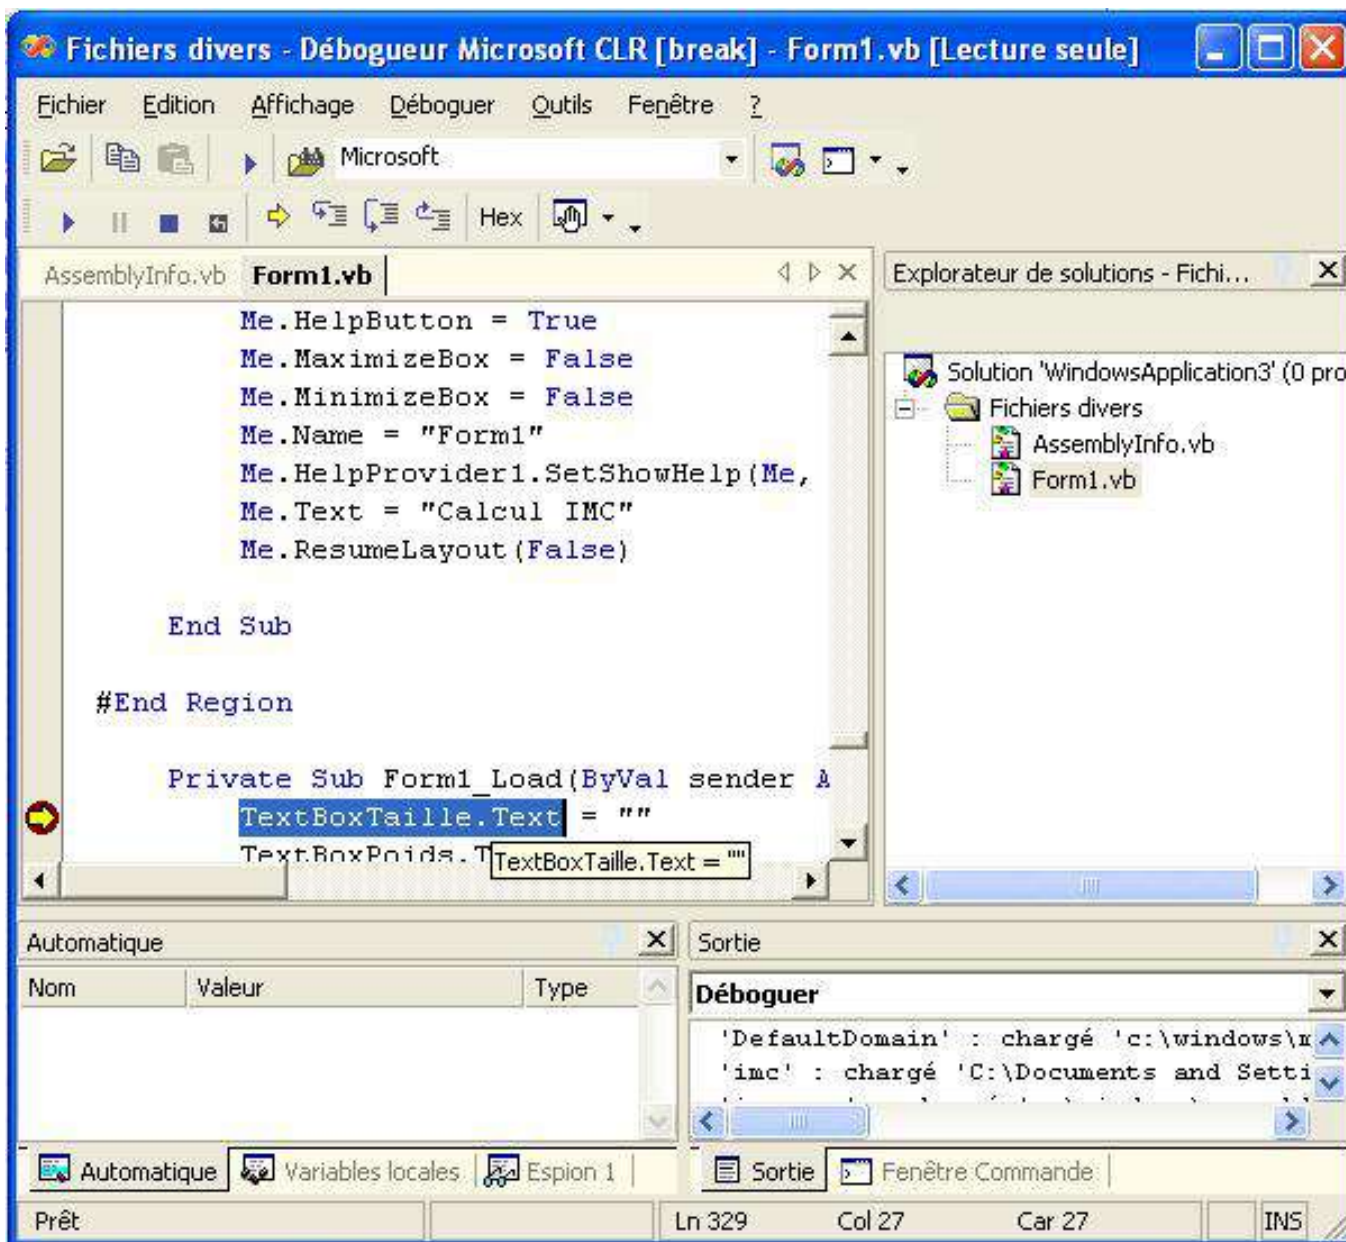 Fichiers divers - Débogueur Microsoft CLR [break] - Form1.vb [Lecture seule]
Fichier Edition Affichage Déboguer Outils Fenêtre ?
Microsoft
Hex
AssemblyInfo.vb Form1.vb
Me.HelpButton = True
Me.MaximizeBox = False
Me.MinimizeBox = False
Me.Name = "Form1"
Me.HelpProvider1.SetShowHelp(Me,
Me.Text = "Calcul IMC"
Me.ResumeLayout(False)
End Sub
#End Region
Private Sub Form1_Load(ByVal sender A
TextBoxTaille.Text = ""
TextBoxPoids.T
TextBoxTaille.Text = ""
Explorateur de solutions - Fichi...
Solution 'WindowsApplication3' (0 pro
Fichiers divers
AssemblyInfo.vb
Form1.vb
Automatique
Nom Valeur Type
Automatique Variables locales Espion 1
Sortie
Déboguer
'DefaultDomain' : chargé 'c:\windows\m
'imc' : chargé 'C:\Documents and Setti
Sortie Fenêtre Commande
Prêt Ln 329 Col 27 Car 27 INS